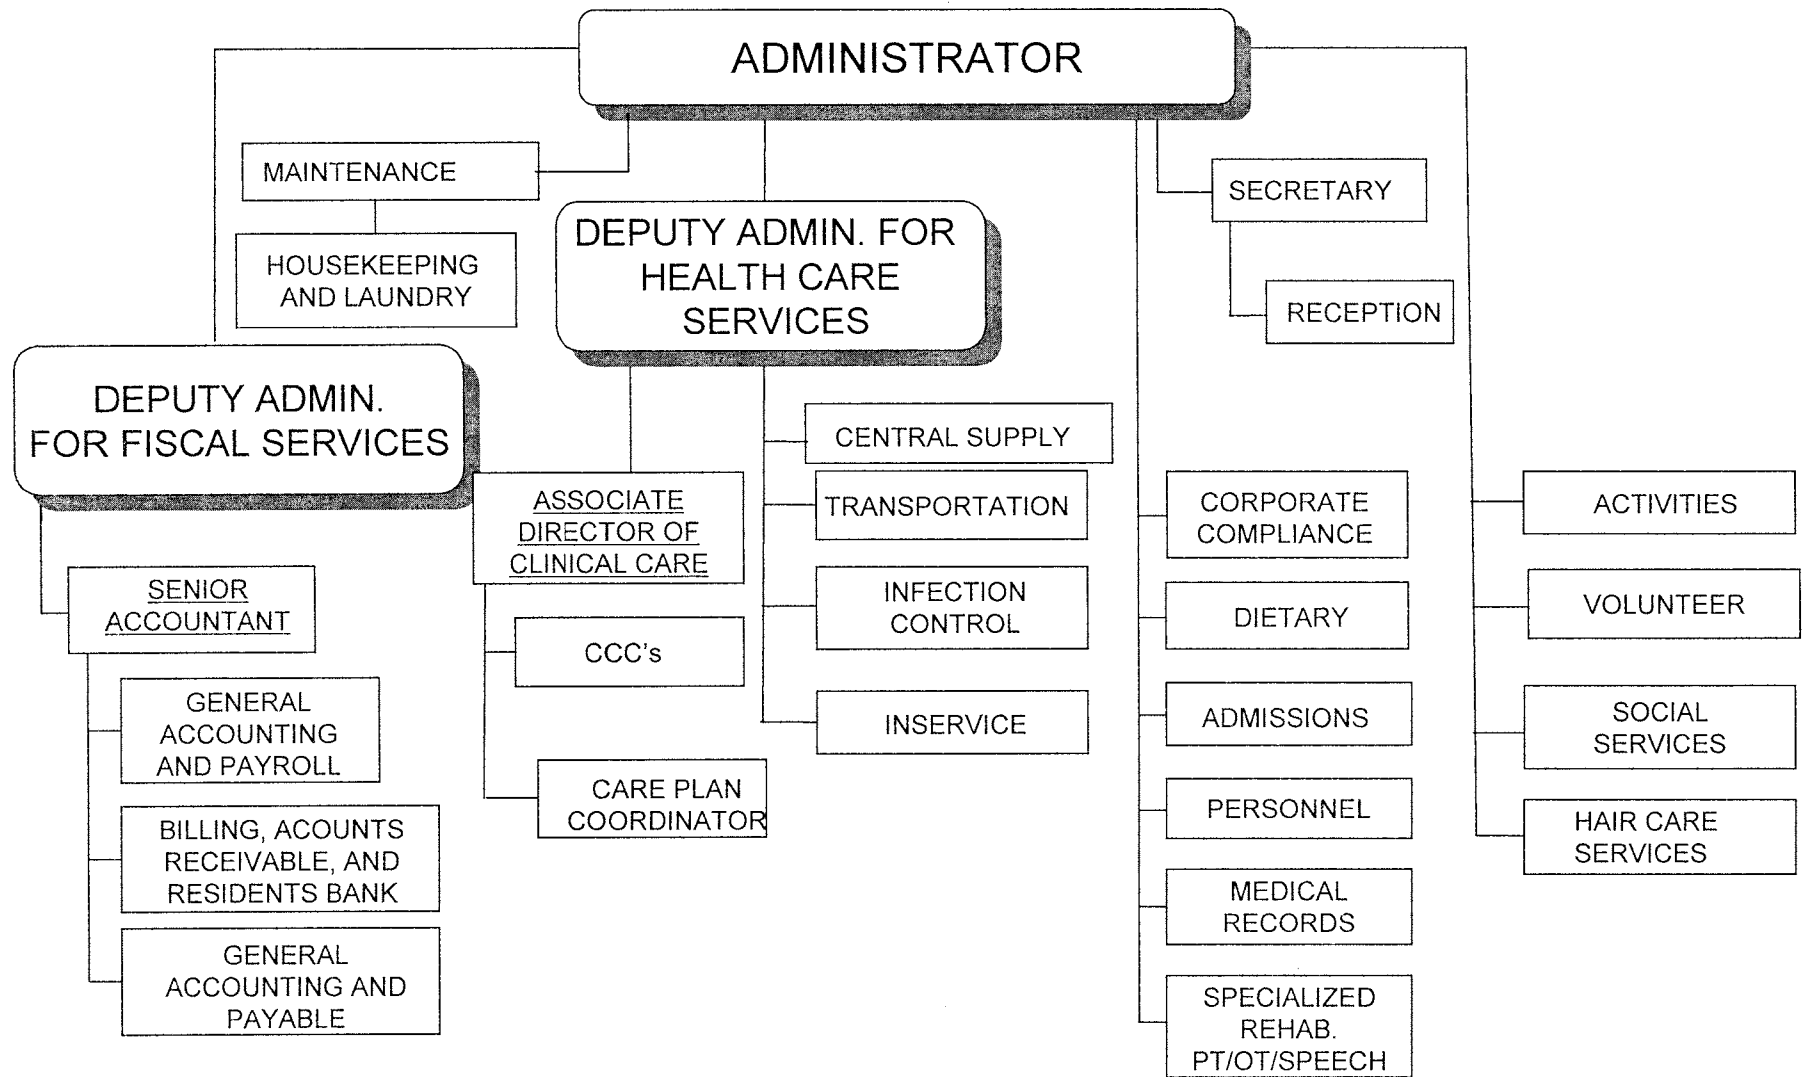 ADMINISTRATOR
MAINTENANCE
HOUSEKEEPING
AND LAUNDRY
DEPUTY ADMIN. FOR
HEALTH CARE
SERVICES
SECRETARY
RECEPTION
DEPUTY ADMIN.
FOR FISCAL SERVICES
SENIOR
ACCOUNTANT
GENERAL
ACCOUNTING
AND PAYROLL
BILLING, ACOUNTS
RECEIVABLE, AND
RESIDENTS BANK
GENERAL
ACCOUNTING AND
PAYABLE
ASSOCIATE
DIRECTOR OF
CLINICAL CARE
CCC's
CARE PLAN
COORDINATOR
CENTRAL SUPPLY
TRANSPORTATION
INFECTION
CONTROL
INSERVICE
CORPORATE
COMPLIANCE
DIETARY
ADMISSIONS
PERSONNEL
MEDICAL
RECORDS
SPECIALIZED
REHAB.
PT/OT/SPEECH
ACTIVITIES
VOLUNTEER
SOCIAL
SERVICES
HAIR CARE
SERVICES